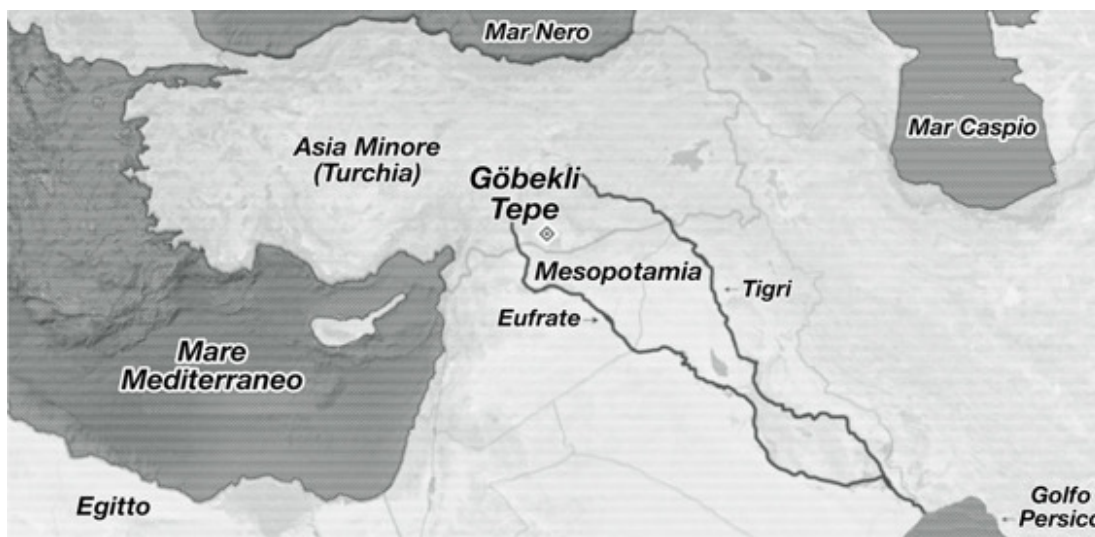 Mar Nero
Mar Caspio
Asia Minore
(Turchia)
Göbekli
Tepe
Mesopotamia
Tigri
Eufrate
Mare
Mediterraneo
Egitto
Golfo
Persico